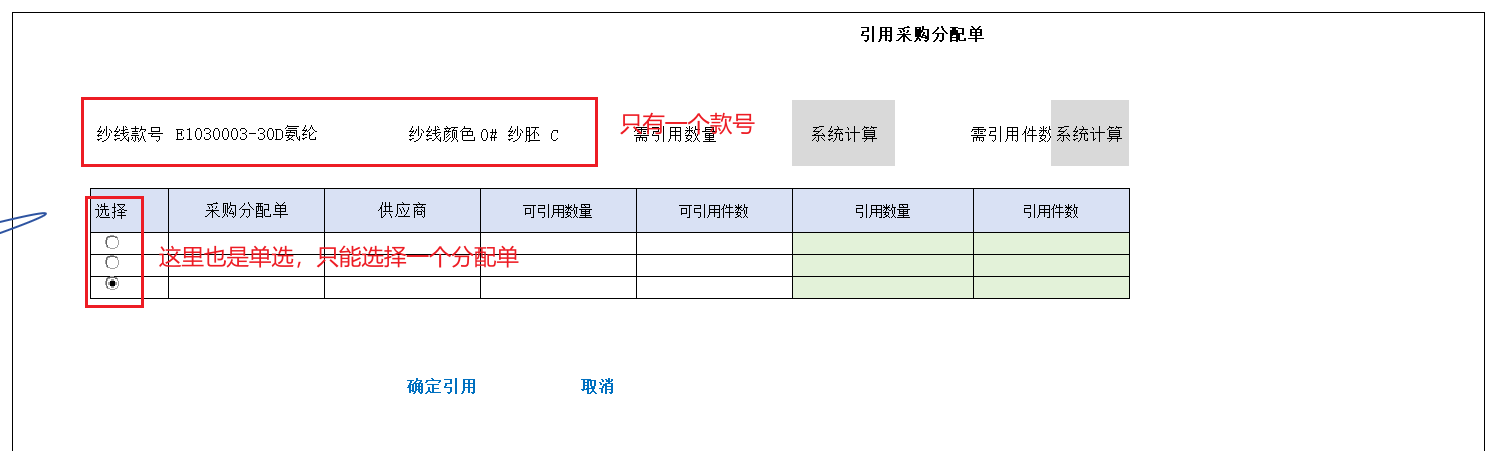 引用采购分配单
纱线款号 E1030003-30D氨纶 纱线颜色 0# 纱胚 C 只有一个款号 需引用数量 系统计算 需引用件数 系统计算
选择 采购分配单 供应商 可引用数量 可引用件数 引用数量 引用件数
这里也是单选，只能选择一个分配单
确定引用 取消